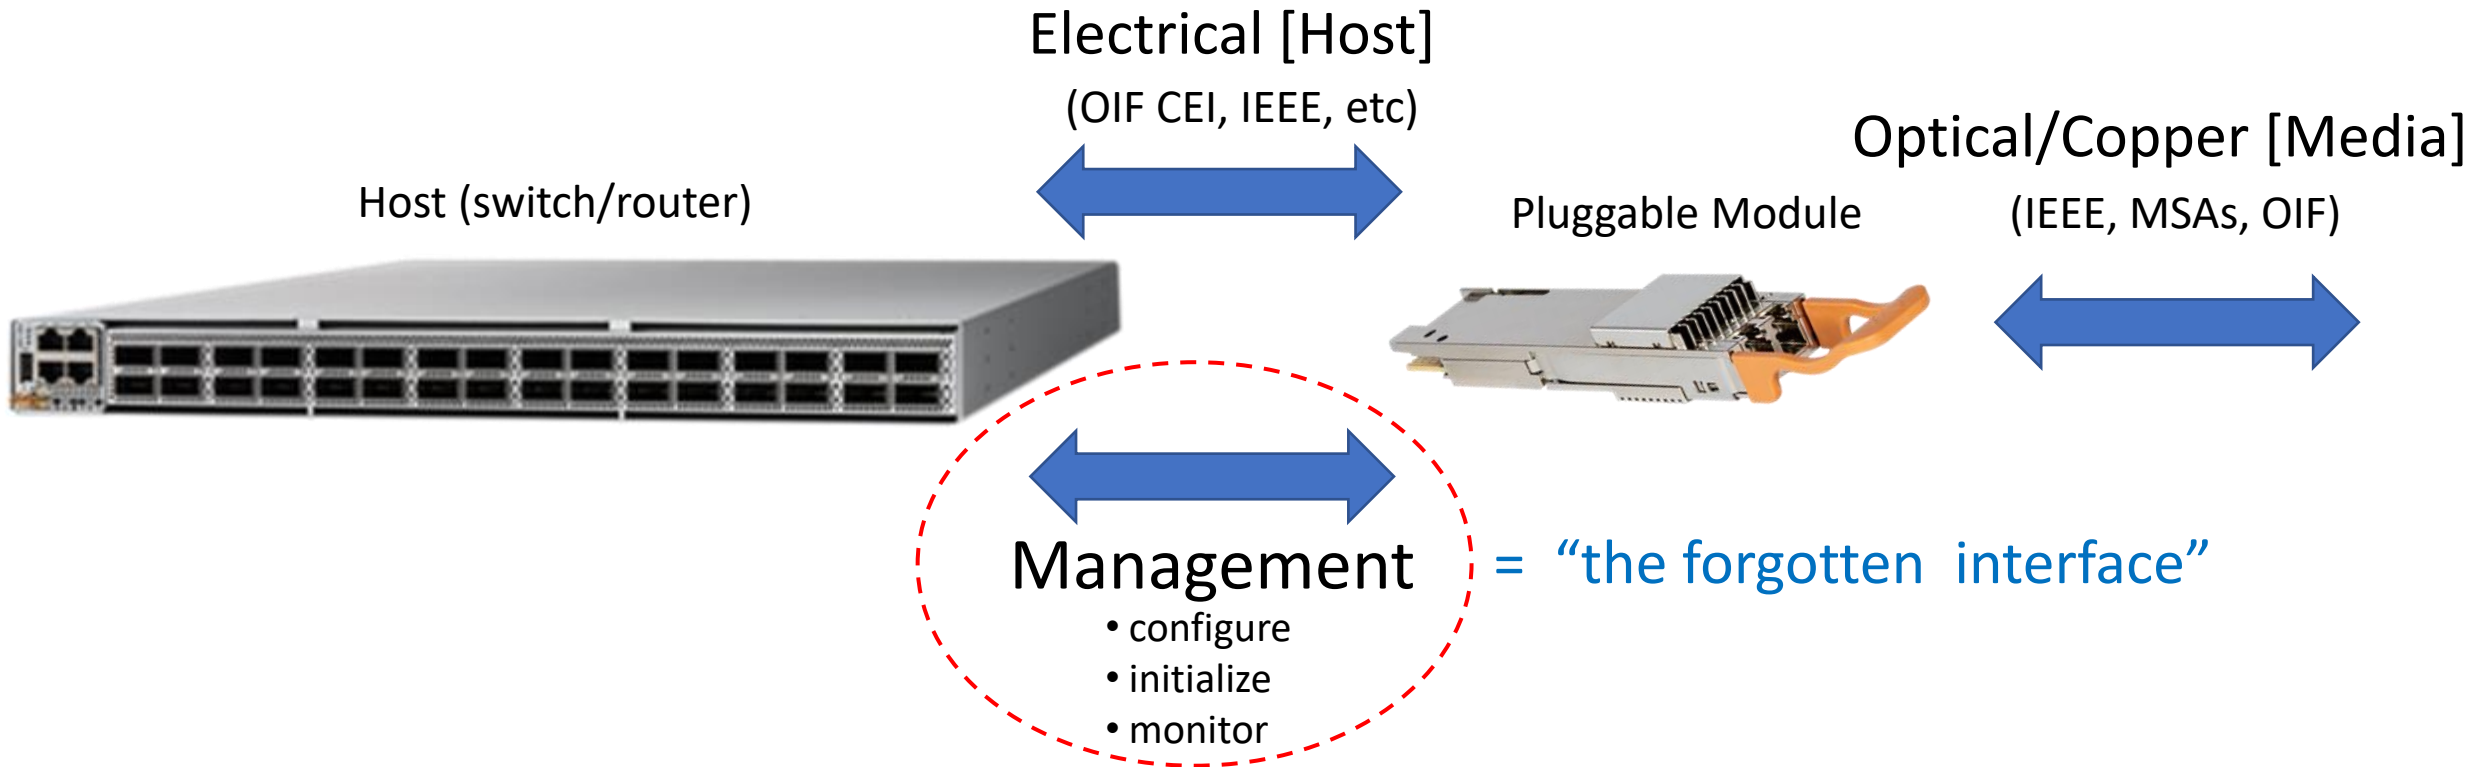 Electrical [Host]
(OIF CEI, IEEE, etc)
Optical/Copper [Media]
Host (switch/router)
Pluggable Module
(IEEE, MSAs, OIF)
Management
= “the forgotten  interface”
• configure
• initialize
• monitor